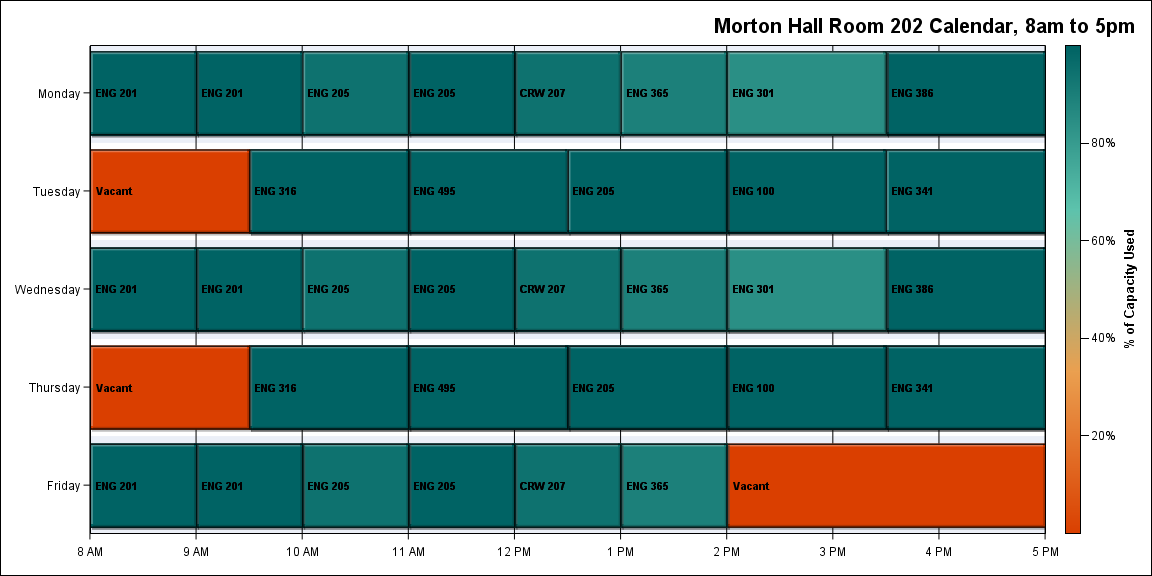 Morton Hall Room 202 Calendar, 8am to 5pm
Monday
ENG 201
ENG 201
ENG 205
ENG 205
CRW 207
ENG 365
ENG 301
ENG 386
Tuesday
Vacant
ENG 316
ENG 495
ENG 205
ENG 100
ENG 341
Wednesday
ENG 201
ENG 201
ENG 205
ENG 205
CRW 207
ENG 365
ENG 301
ENG 386
Thursday
Vacant
ENG 316
ENG 495
ENG 205
ENG 100
ENG 341
Friday
ENG 201
ENG 201
ENG 205
ENG 205
CRW 207
ENG 365
Vacant
8 AM
9 AM
10 AM
11 AM
12 PM
1 PM
2 PM
3 PM
4 PM
5 PM
80%
60%
40%
20%
% of Capacity Used